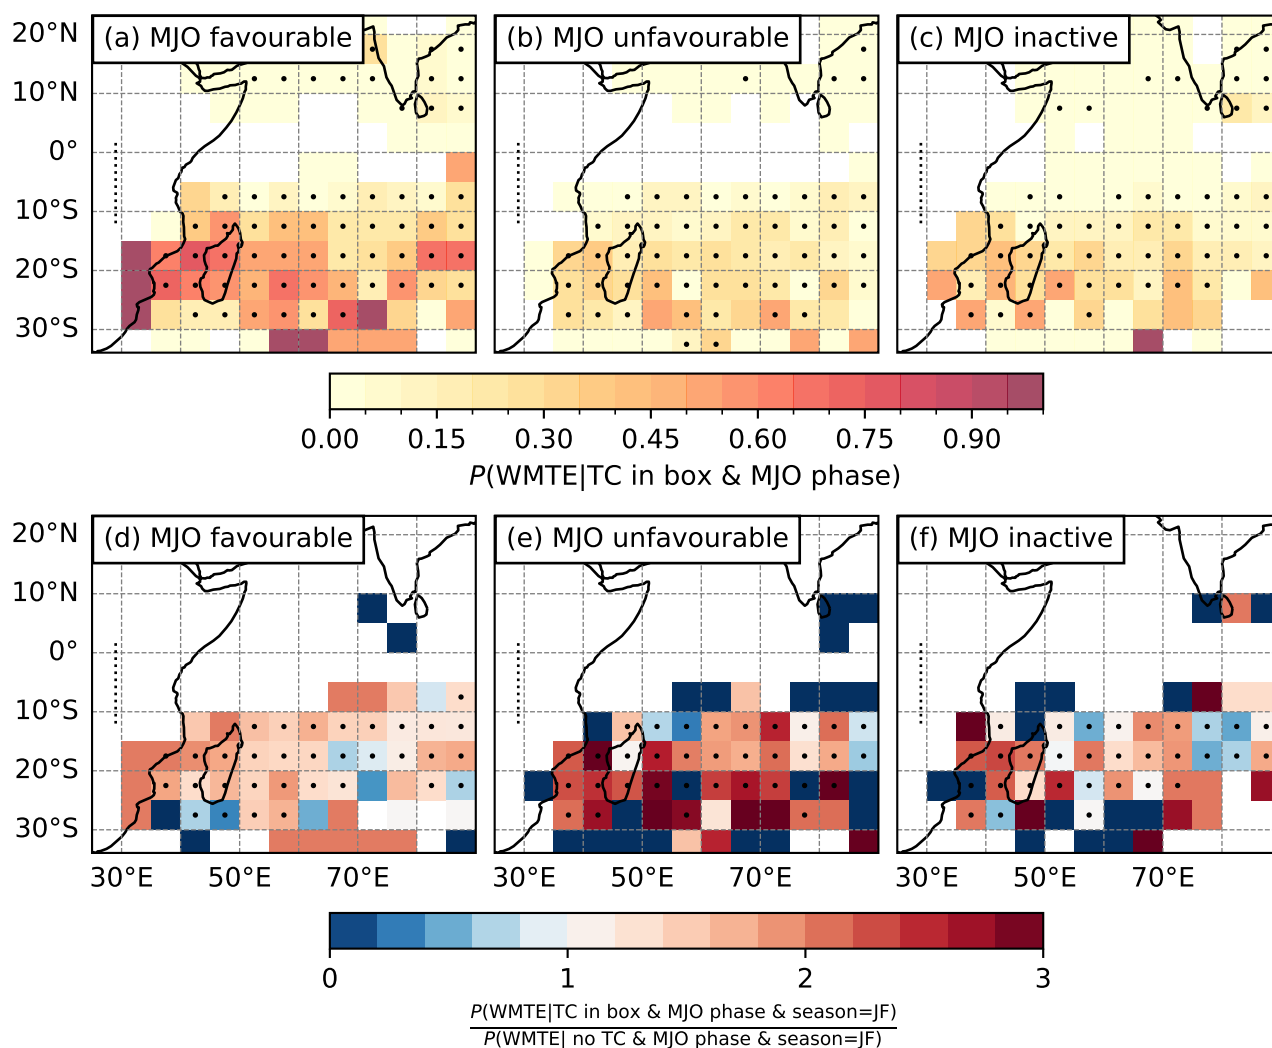 (a) MJO favourable
(b) MJO unfavourable
(c) MJO inactive
20°N
10°N
0°
10°S
20°S
30°S
0.00 0.15 0.30 0.45 0.60 0.75 0.90
P(WMTE|TC in box & MJO phase)
(d) MJO favourable
(e) MJO unfavourable
(f) MJO inactive
20°N
10°N
0°
10°S
20°S
30°S
30°E 50°E 70°E
30°E 50°E 70°E
30°E 50°E 70°E
0 1 2 3
P(WMTE|TC in box & MJO phase & season=JF)
P(WMTE| no TC & MJO phase & season=JF)